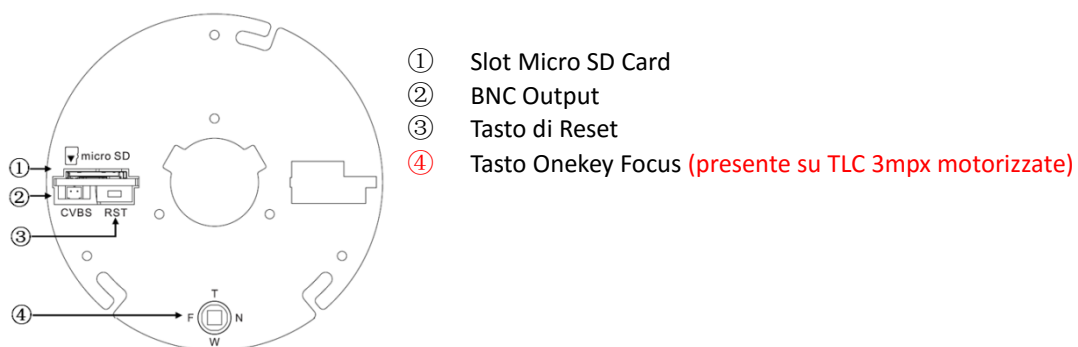 ① Slot Micro SD Card
② BNC Output
③ Tasto di Reset
④ Tasto Onekey Focus (presente su TLC 3mpx motorizzate)
micro SD
①
②
CVBS RST
③
T
④ F N
W